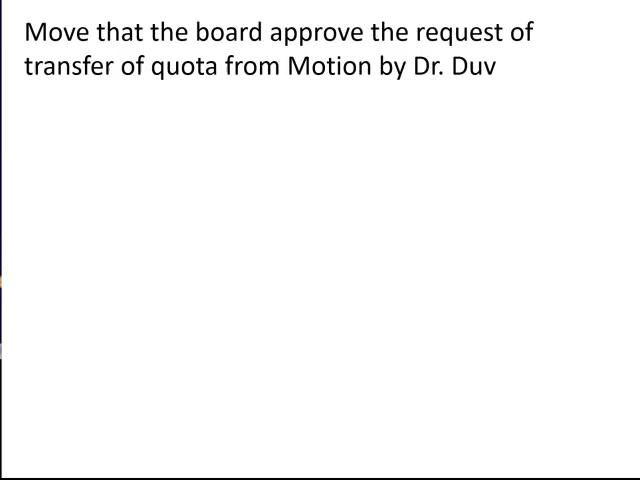 Move that the board approve the request of
transfer of quota from Motion by Dr. Duv